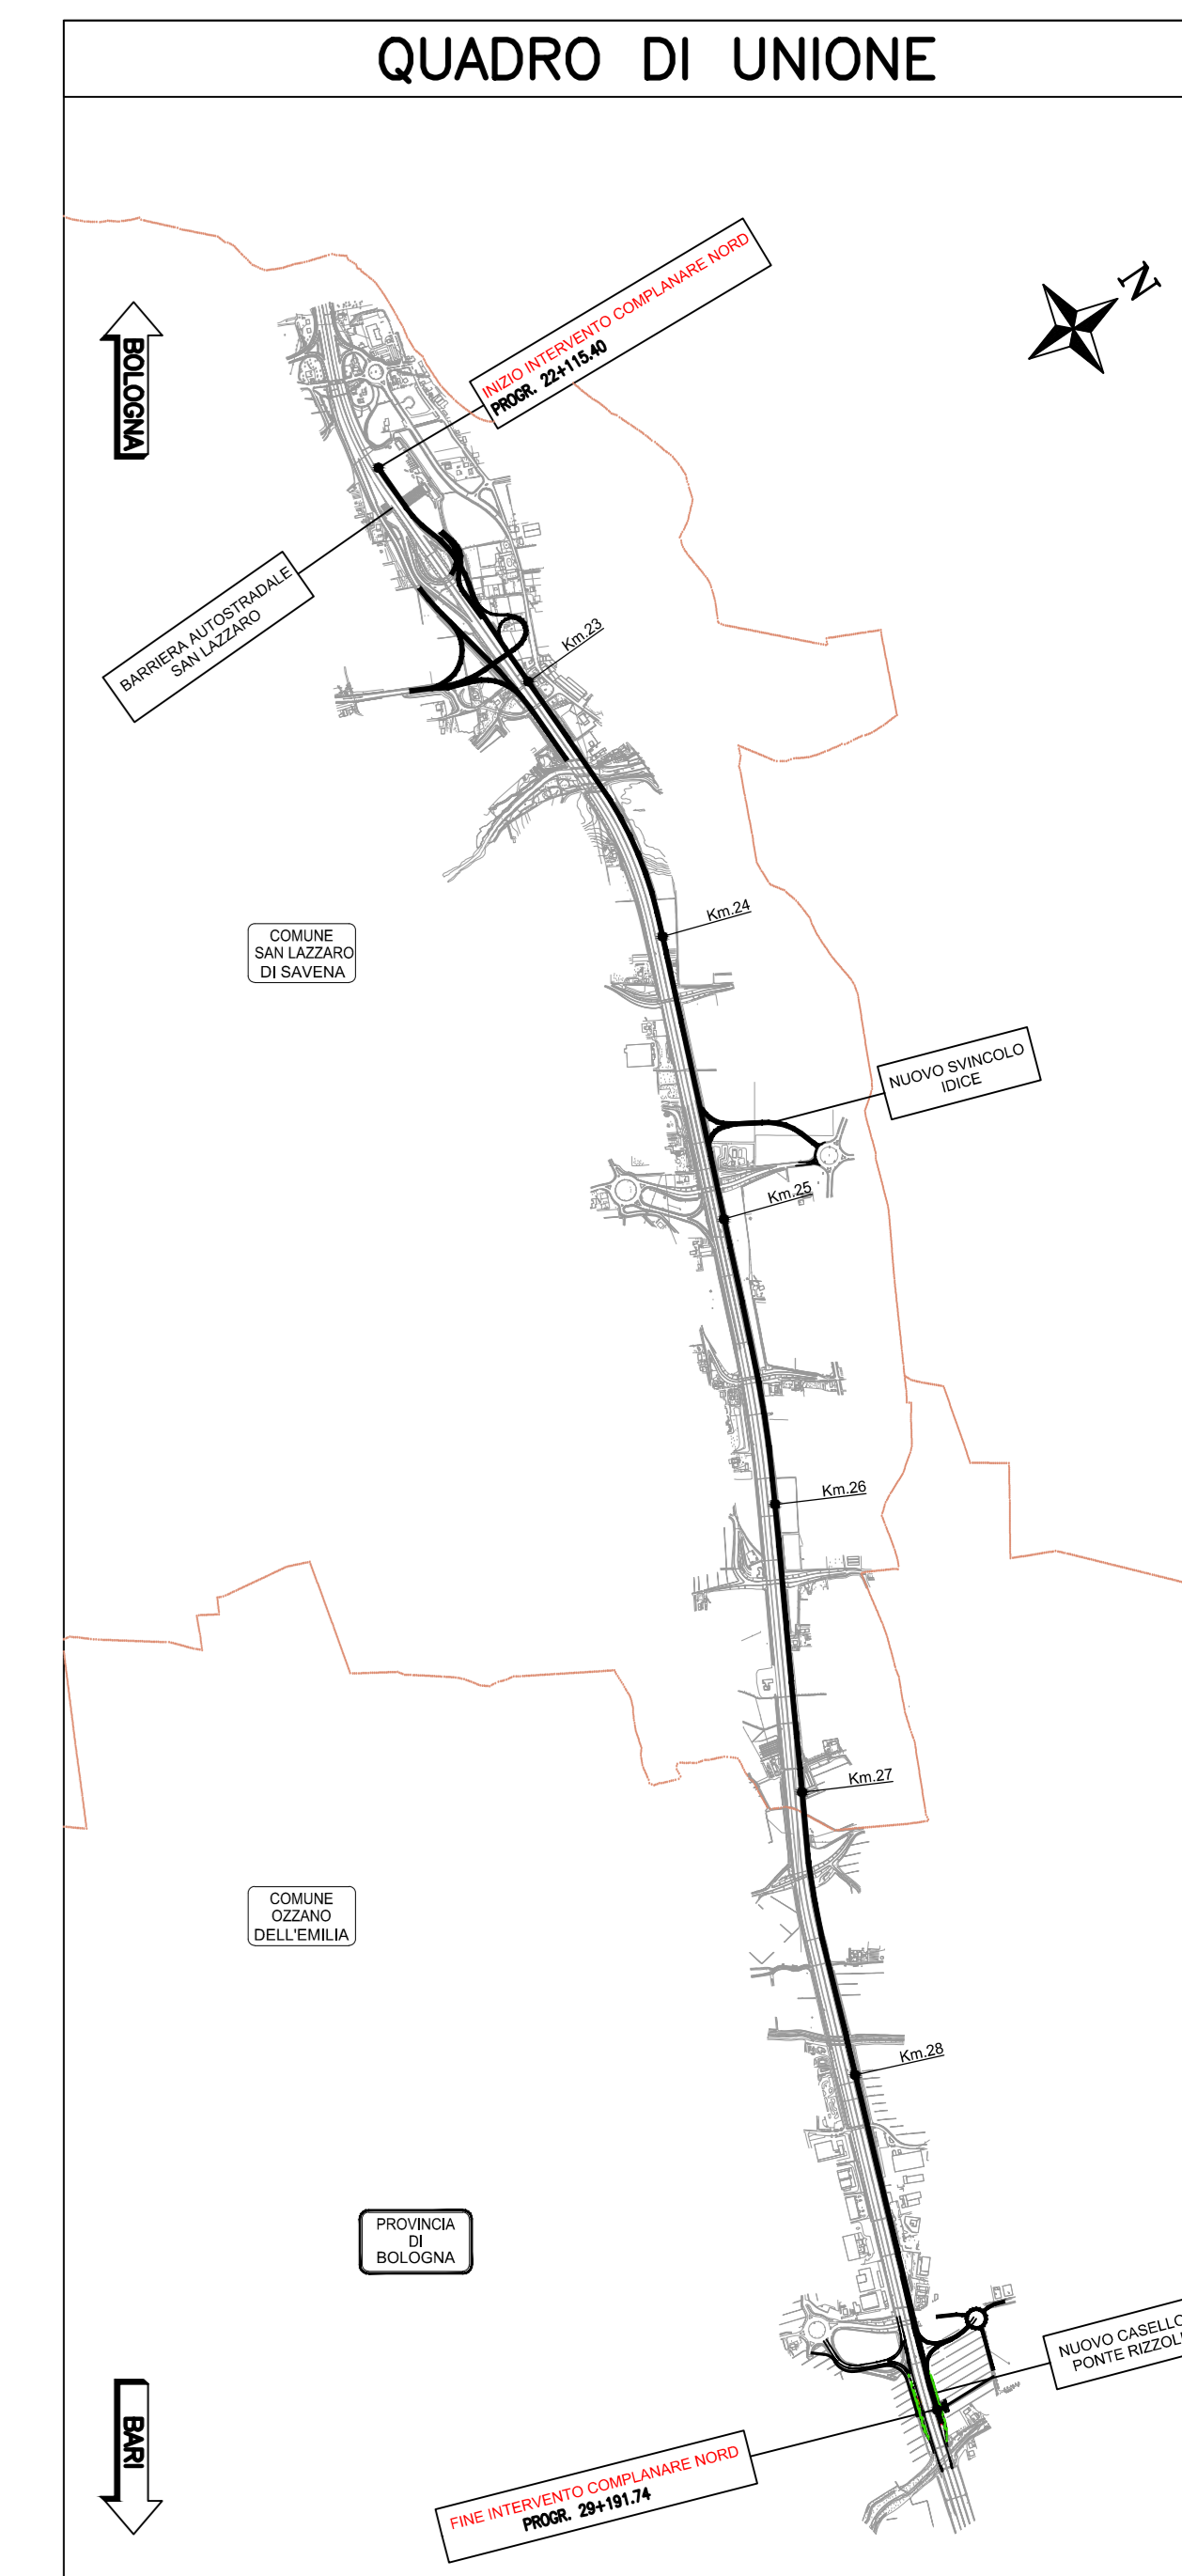 QUADRO DI UNIONE
INIZIO INTERVENTO COMPLANARE NORD
PROGR. 22+115.40
N
BOLOGNA
BARRIERA AUTOSTRADALE
SAN LAZZARO
Km.23
Km.24
COMUNE
SAN LAZZARO
DI SAVENA
NUOVO SVINCOLO
IDICE
Km.25
Km.26
Km.27
COMUNE
OZZANO
DELL'EMILIA
Km.28
PROVINCIA
DI
BOLOGNA
NUOVO CASELLO
PONTE RIZZOLI
BARI
FINE INTERVENTO COMPLANARE NORD
PROGR. 29+191.74